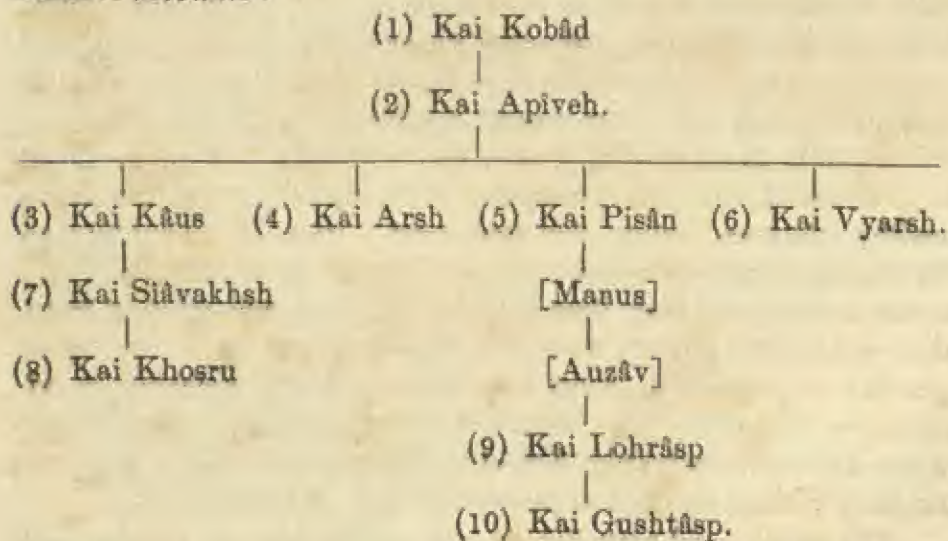 (1) Kai Kobâd
(2) Kai Apîveh.
(3) Kai Kâus (4) Kai Arsh (5) Kai Pisân (6) Kai Vyarsh.
(7) Kai Siâvakhsh [Manus]
(8) Kai Khoṣru [Auzâv]
(9) Kai Lohrâsp
(10) Kai Gushtâsp.